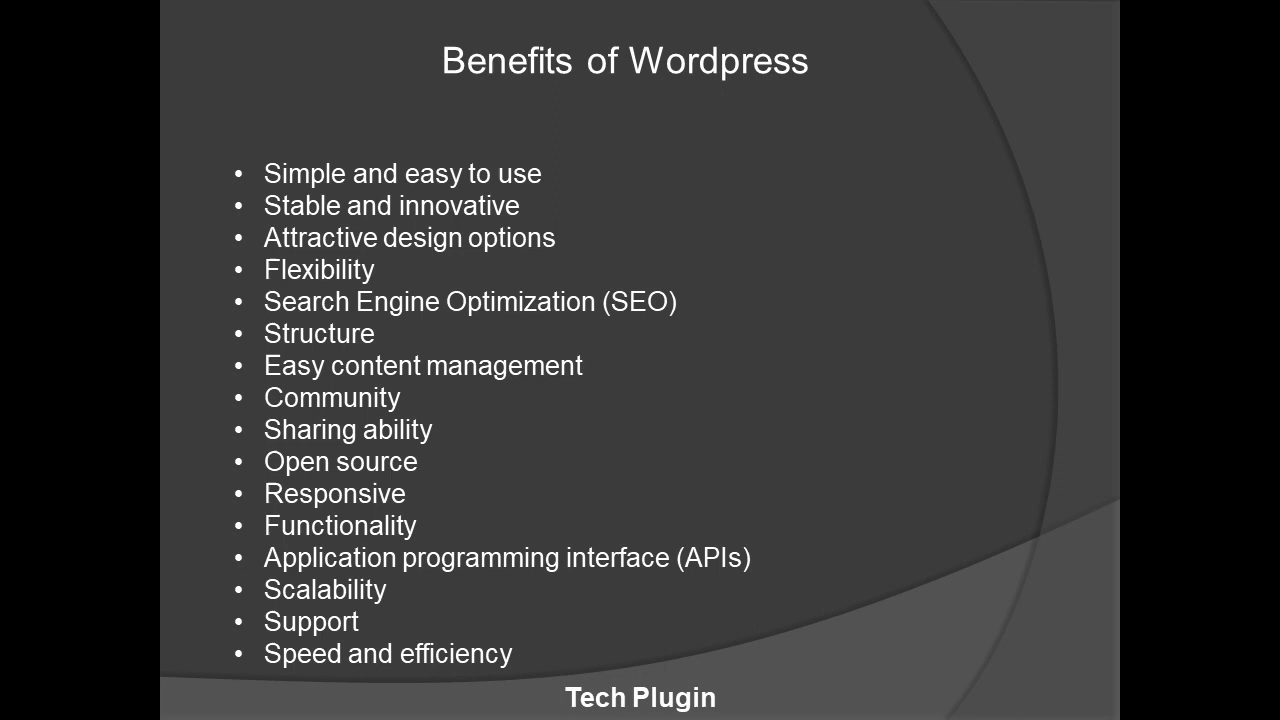 Benefits of Wordpress
• Simple and easy to use
• Stable and innovative
• Attractive design options
• Flexibility
• Search Engine Optimization (SEO)
• Structure
• Easy content management
• Community
• Sharing ability
• Open source
• Responsive
• Functionality
• Application programming interface (APIs)
• Scalability
• Support
• Speed and efficiency
Tech Plugin